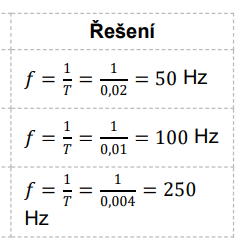 Řešení
f = 1/T = 1/0,02 = 50 Hz
f = 1/T = 1/0,01 = 100 Hz
f = 1/T = 1/0,004 = 250
Hz